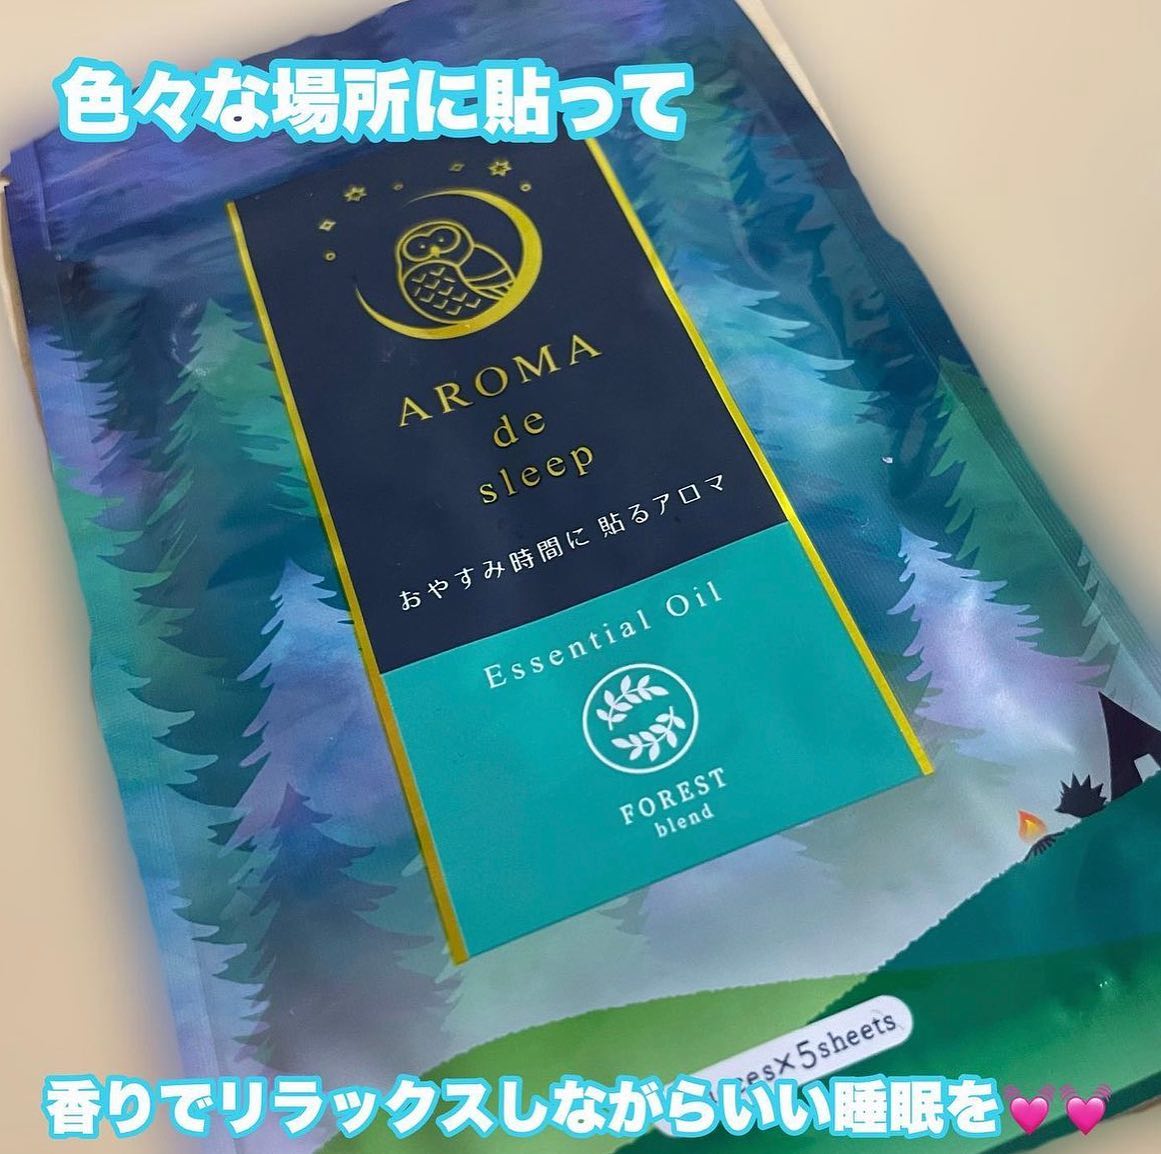 色々な場所に貼って
AROMA
de
sleep
おやすみ時間に 貼るアロマ
Essential Oil
FOREST
blend
×5sheets
香りでリラックスしながらいい睡眠を💓💓